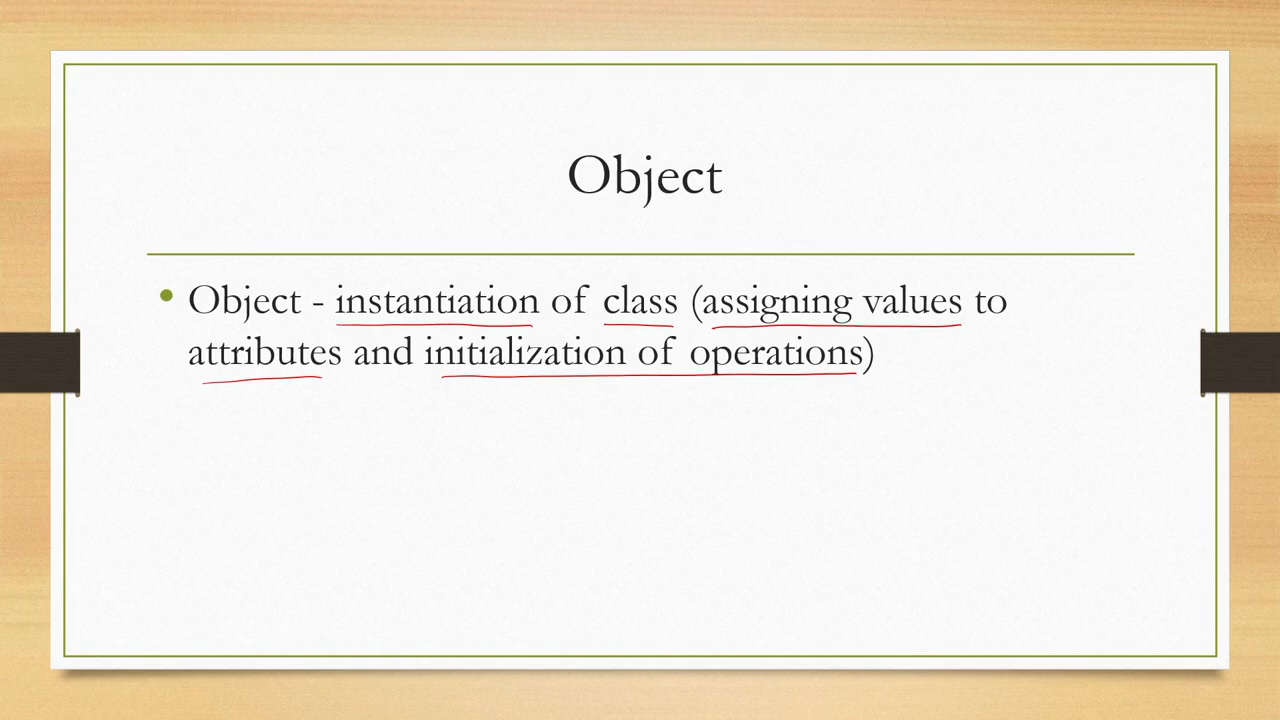 Object
• Object - instantiation of class (assigning values to
attributes and initialization of operations)